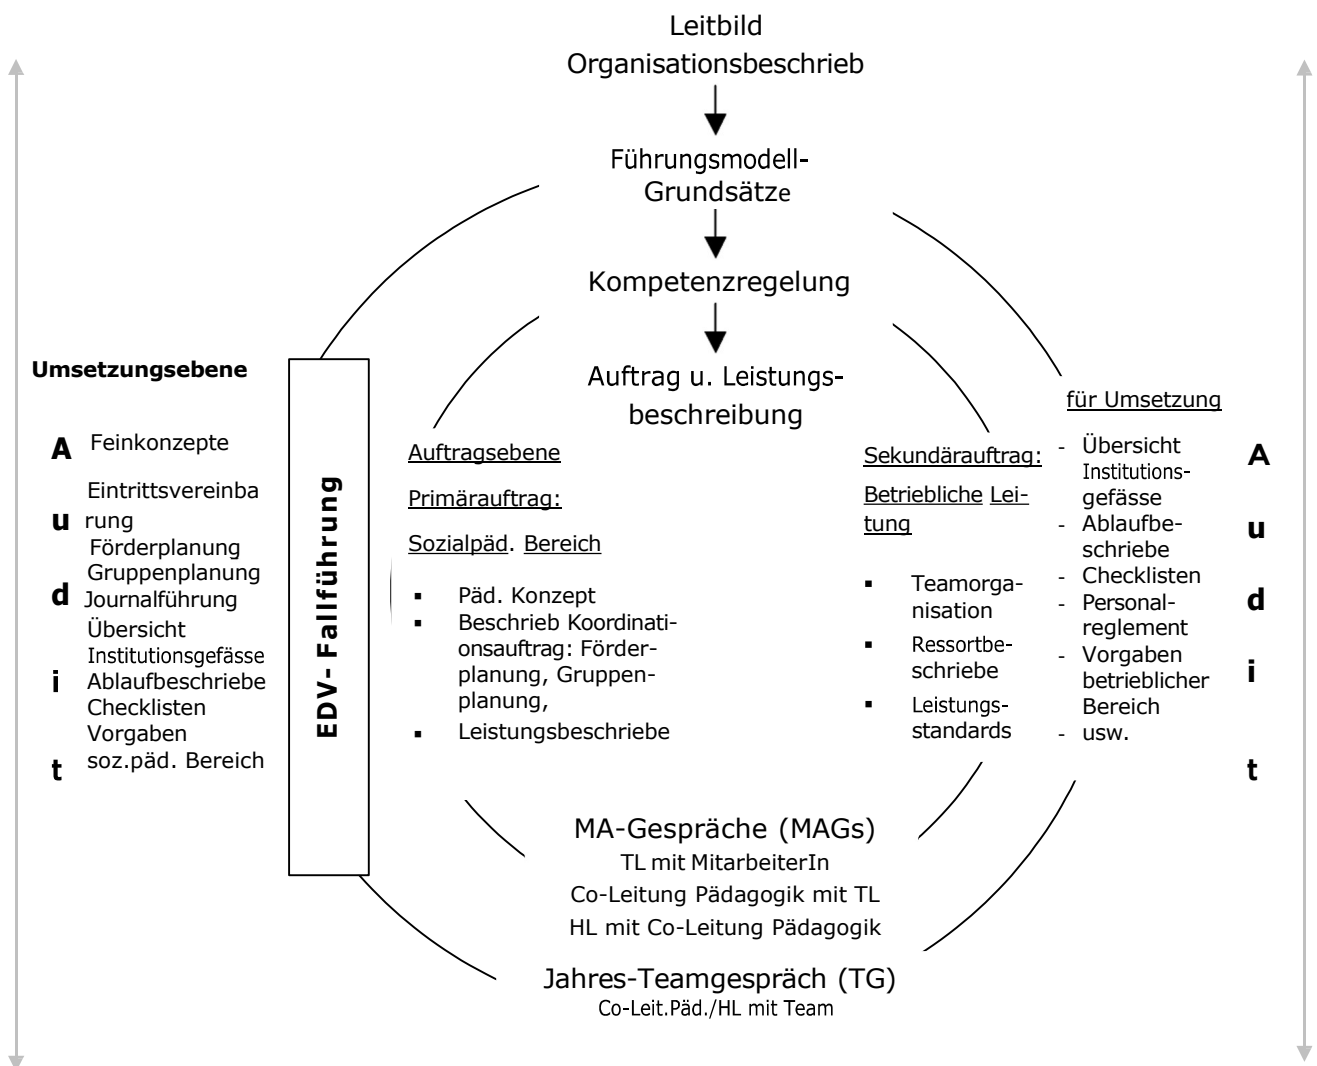 Leitbild
Organisationsbeschrieb
Führungsmodell-
Grundsätze
Kompetenzregelung
Auftrag u. Leistungs-
beschreibung
Umsetzungsebene
A
u
d
i
t
Feinkonzepte
Eintrittsvereinba
rung
Förderplanung
Gruppenplanung
Journalführung
Übersicht
Institutionsgefässe
Ablaufbeschriebe
Checklisten
Vorgaben
soz.päd. Bereich
EDV- Fallführung
Auftragsebene
Primärauftrag:
Sozialpäd. Bereich
▪ Päd. Konzept
▪ Beschrieb Koordinati-
onsauftrag: Förder-
planung, Gruppen-
planung,
▪ Leistungsbeschriebe
Sekundärauftrag:
Betriebliche Lei-
tung
▪ Teamorga-
nisation
▪ Ressortbe-
schriebe
▪ Leistungs-
standards
für Umsetzung
- Übersicht
Institutions-
gefässe
- Ablaufbe-
schriebe
- Checklisten
- Personal-
reglement
- Vorgaben
betrieblicher
Bereich
- usw.
A
u
d
i
t
MA-Gespräche (MAGs)
TL mit MitarbeiterIn
Co-Leitung Pädagogik mit TL
HL mit Co-Leitung Pädagogik
Jahres-Teamgespräch (TG)
Co-Leit.Päd./HL mit Team